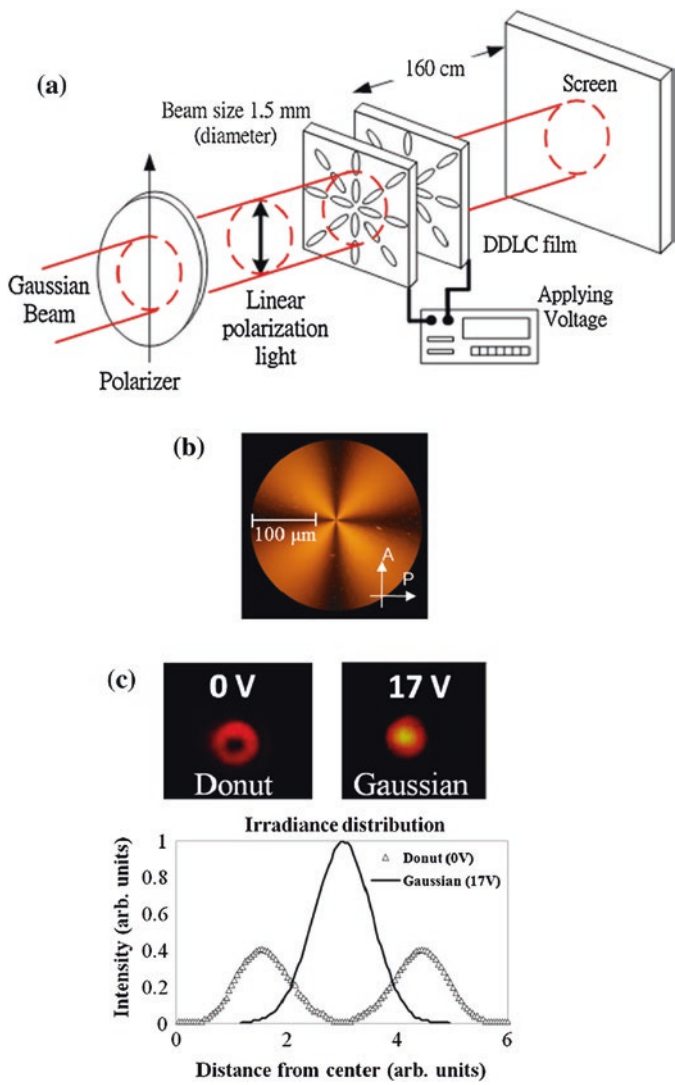 (a)
160 cm
Screen
Beam size 1.5 mm
(diameter)
DDLC film
Gaussian
Beam
Linear
polarization
light
Applying
Voltage
Polarizer
(b)
100 μm
A
P
(c)
0 V
Donut
17 V
Gaussian
Irradiance distribution
Intensity (arb. units)
1
0.8
0.6
0.4
0.2
0
Donut (0V)
Gaussian (17V)
0 2 4 6
Distance from center (arb. units)